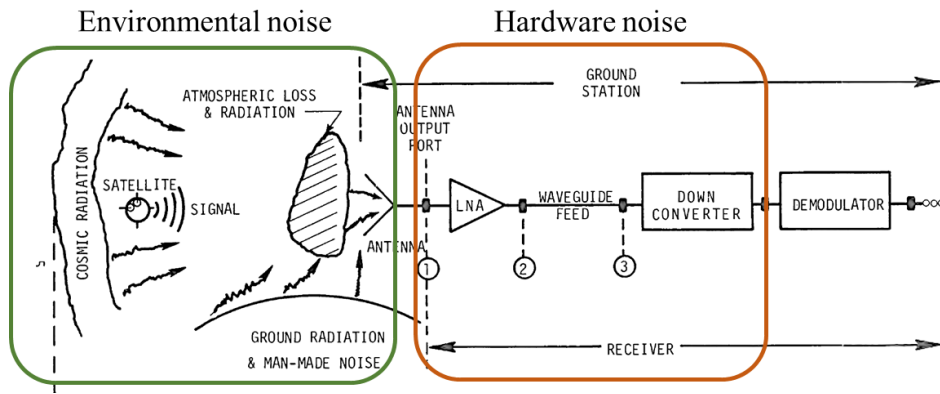 Environmental noise
Hardware noise
ATMOSPHERIC LOSS
& RADIATION
GROUND
STATION
ANTENNA
OUTPUT
PORT
COSMIC RADIATION
SATELLITE
SIGNAL
ANTENNA
LNA
WAVEGUIDE
FEED
DOWN
CONVERTER
DEMODULATOR
1
2
3
GROUND RADIATION
& MAN-MADE NOISE
RECEIVER